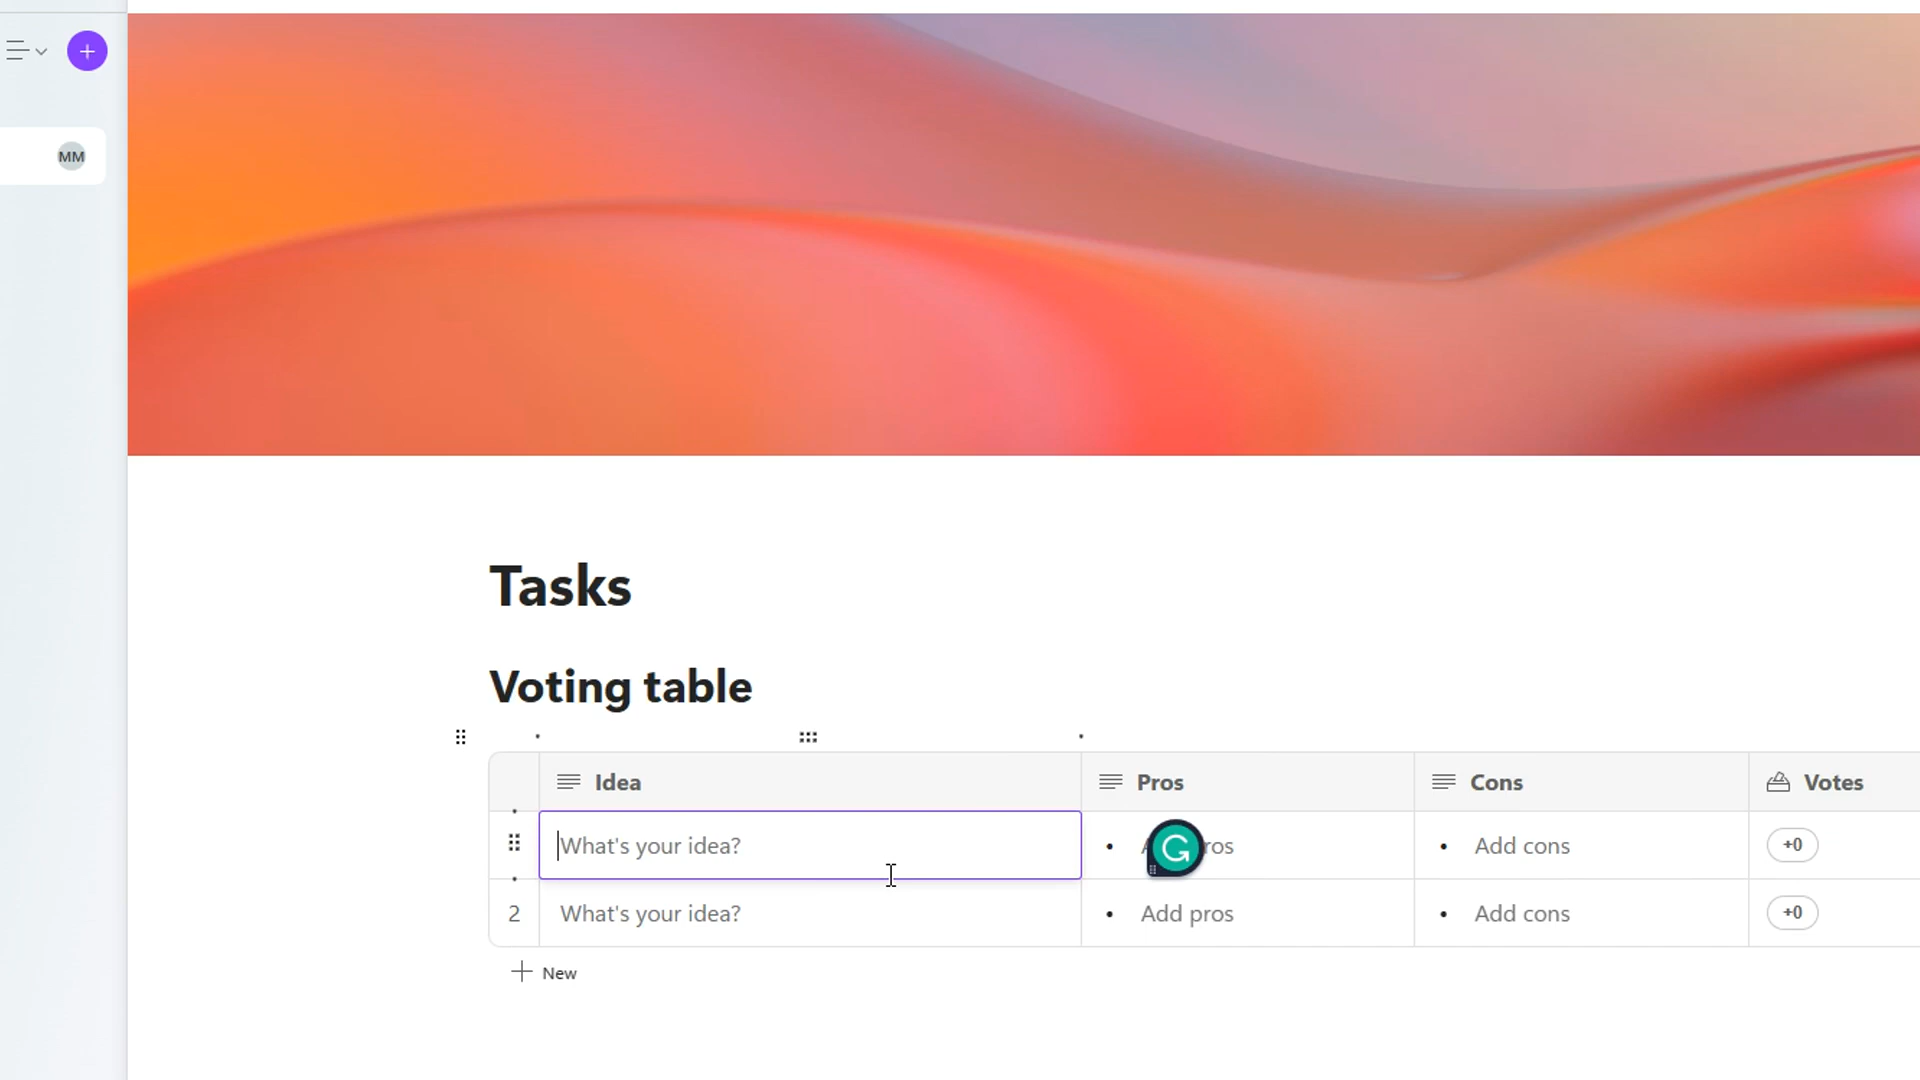 MM
Tasks
Voting table
Idea Pros Cons Votes
What's your idea? ros Add cons +0
2 What's your idea? Add pros Add cons +0
New